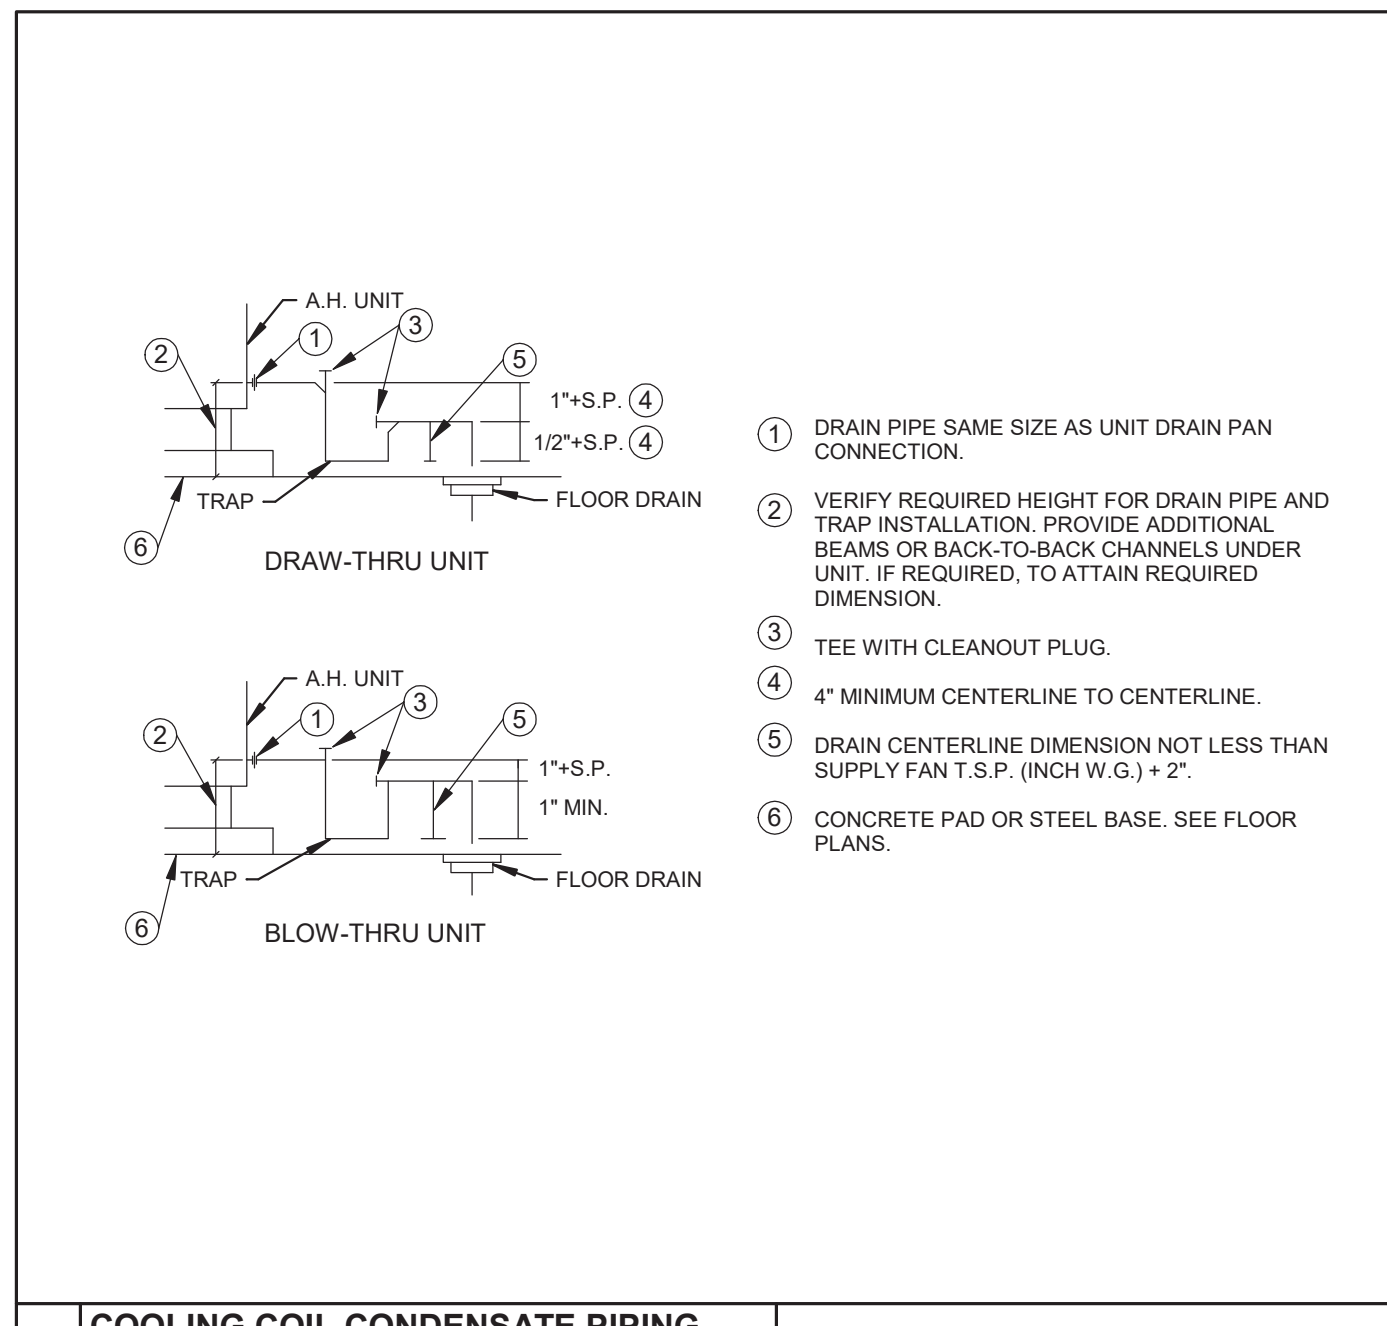 A.H. UNIT
1
3
2
5
1"+S.P. 4
1/2"+S.P. 4
TRAP
FLOOR DRAIN
6
DRAW-THRU UNIT
A.H. UNIT
1
3
2
5
1"+S.P.
1" MIN.
TRAP
FLOOR DRAIN
6
BLOW-THRU UNIT
1 DRAIN PIPE SAME SIZE AS UNIT DRAIN PAN
CONNECTION.
2 VERIFY REQUIRED HEIGHT FOR DRAIN PIPE AND
TRAP INSTALLATION. PROVIDE ADDITIONAL
BEAMS OR BACK-TO-BACK CHANNELS UNDER
UNIT. IF REQUIRED, TO ATTAIN REQUIRED
DIMENSION.
3 TEE WITH CLEANOUT PLUG.
4 4" MINIMUM CENTERLINE TO CENTERLINE.
5 DRAIN CENTERLINE DIMENSION NOT LESS THAN
SUPPLY FAN T.S.P. (INCH W.G.) + 2".
6 CONCRETE PAD OR STEEL BASE. SEE FLOOR
PLANS.
COOLING COIL CONDENSATE PIPING